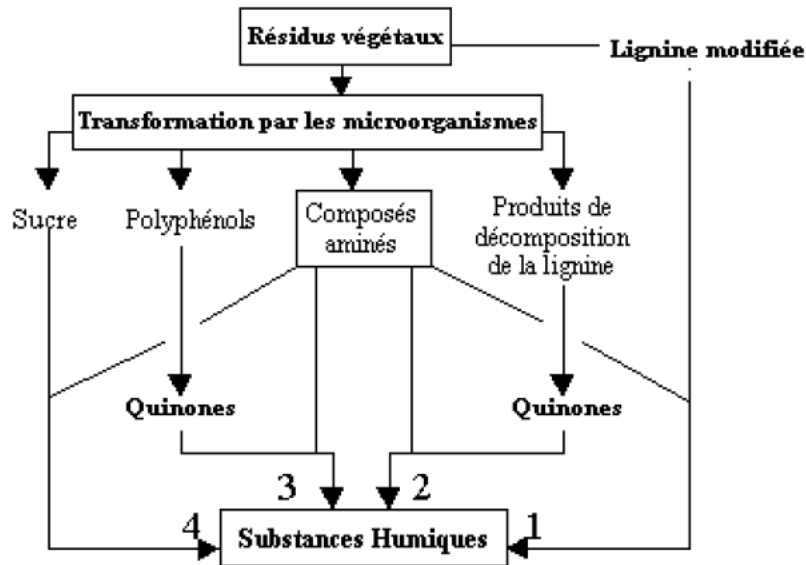 Résidus végétaux
Lignine modifiée
Transformation par les microorganismes
Sucre
Polyphénols
Composés
aminés
Produits de
décomposition
de la lignine
Quinones
Quinones
3
2
4
1
Substances Humiques